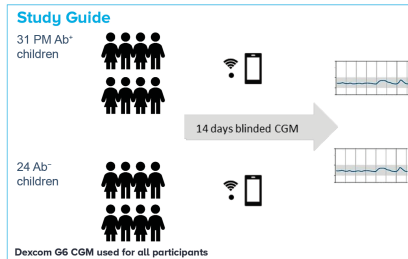 Study Guide
31 PM Ab⁺
children
14 days blinded CGM
24 Ab⁻
children
Dexcom G6 CGM used for all participants